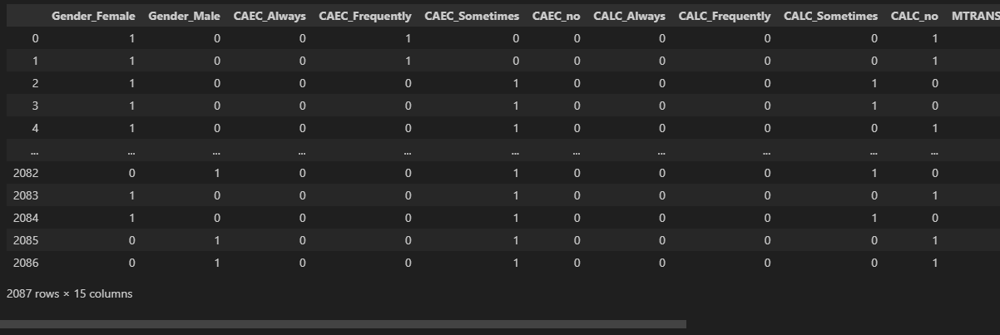 Gender_Female Gender_Male CAEC_Always CAEC_Frequently CAEC_Sometimes CAEC_no CALC_Always CALC_Frequently CALC_Sometimes CALC_no MTRANS
0 1 0 0 1 0 0 0 0 0 1
1 1 0 0 1 0 0 0 0 0 1
2 1 0 0 0 1 0 0 0 1 0
3 1 0 0 0 1 0 0 0 1 0
4 1 0 0 0 1 0 0 0 0 1
... ... ... ... ... ... ... ... ... ... ...
2082 0 1 0 0 1 0 0 0 1 0
2083 1 0 0 0 1 0 0 0 0 1
2084 1 0 0 0 1 0 0 0 1 0
2085 0 1 0 0 1 0 0 0 0 1
2086 0 1 0 0 1 0 0 0 0 1
2087 rows × 15 columns